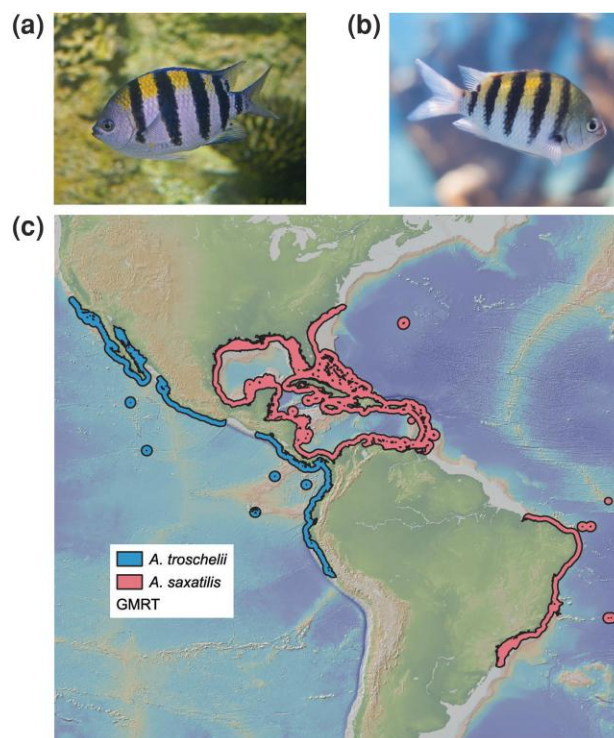 (a)
(b)
(c)
A. troschelii
A. saxatilis
GMRT